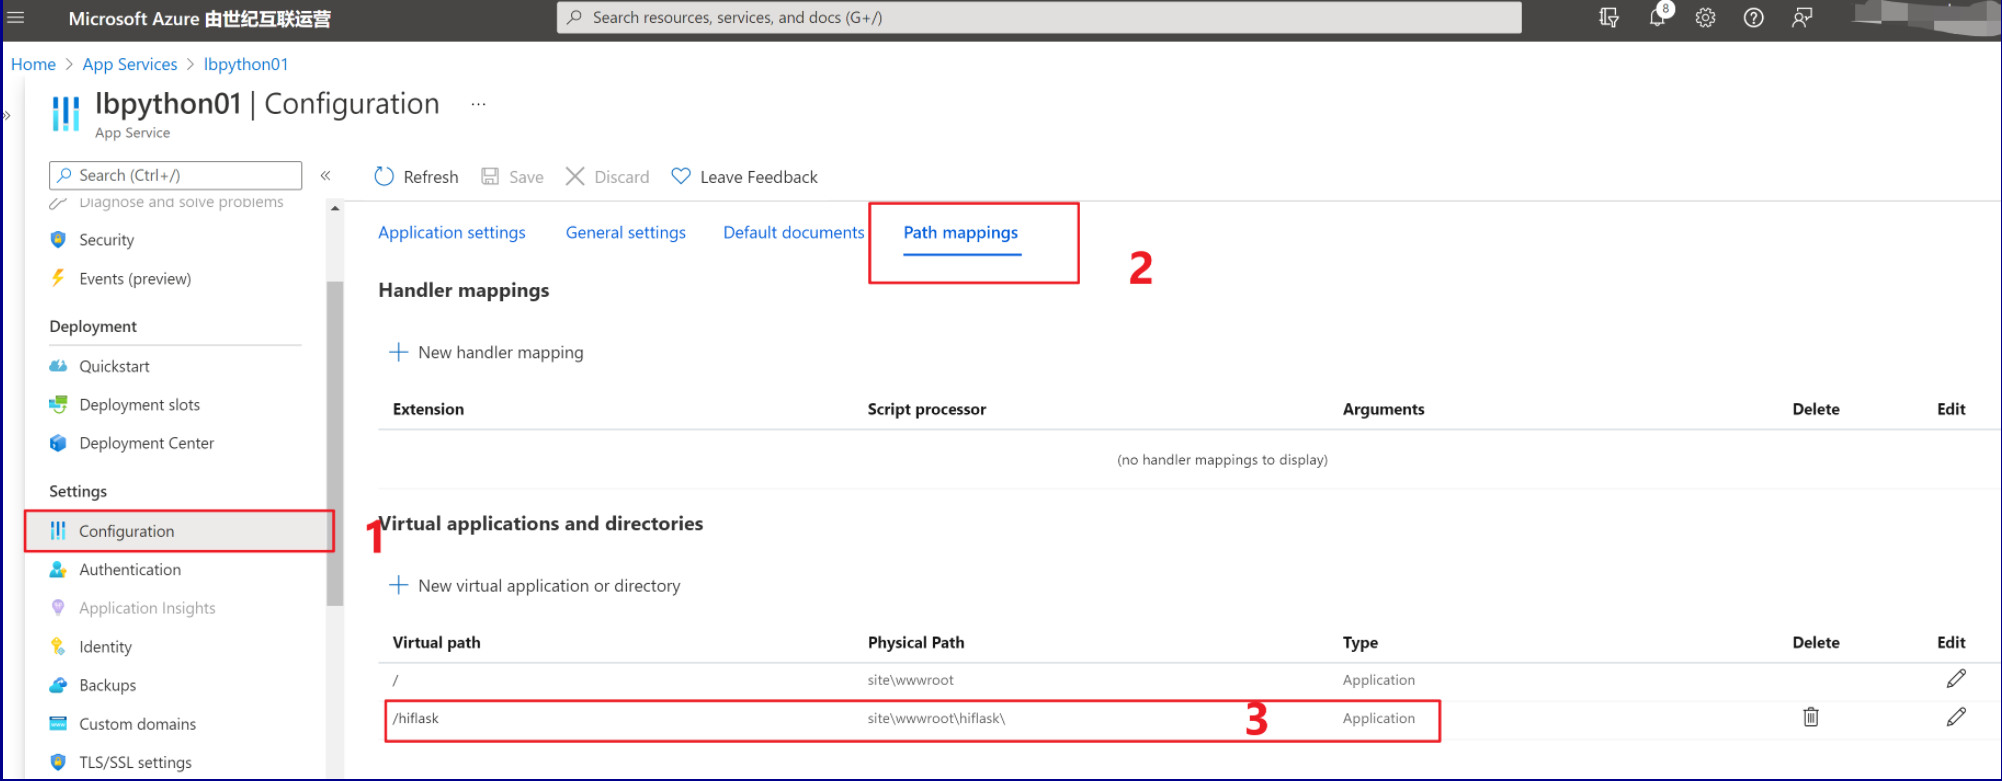 Microsoft Azure 由世纪互联运营
Search resources, services, and docs (G+/)
8
Home > App Services > lbpython01
lbpython01 | Configuration ...
App Service
Search (Ctrl+/)
«
Refresh Save Discard Leave Feedback
Diagnose and solve problems
Security
Events (preview)
Deployment
Quickstart
Deployment slots
Deployment Center
Settings
Configuration
1
Authentication
Application Insights
Identity
Backups
Custom domains
TLS/SSL settings
Application settings General settings Default documents Path mappings
2
Handler mappings
New handler mapping
Extension Script processor Arguments Delete Edit
(no handler mappings to display)
Virtual applications and directories
New virtual application or directory
Virtual path Physical Path Type Delete Edit
/ site\wwwroot Application
/hiflask site\wwwroot\hiflask\ 3 Application